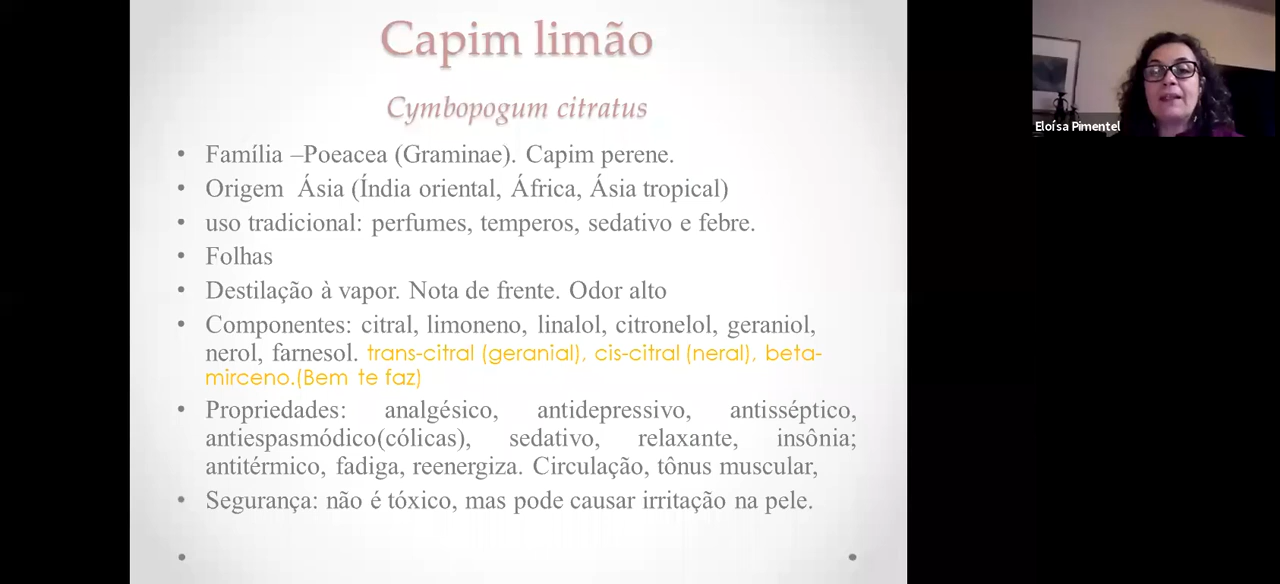 Capim limão
Cymbopogum citratus
• Família –Poeacea (Graminae). Capim perene.
• Origem Ásia (Índia oriental, África, Ásia tropical)
• uso tradicional: perfumes, temperos, sedativo e febre.
• Folhas
• Destilação à vapor. Nota de frente. Odor alto
• Componentes: citral, limoneno, linalol, citronelol, geraniol,
nerol, farnesol. trans-citral (geranial), cis-citral (neral), beta-
mirceno.(Bem te faz)
• Propriedades: analgésico, antidepressivo, antisséptico,
antiespasmódico(cólicas), sedativo, relaxante, insônia;
antitérmico, fadiga, reenergiza. Circulação, tônus muscular,
• Segurança: não é tóxico, mas pode causar irritação na pele.
Eloísa Pimentel